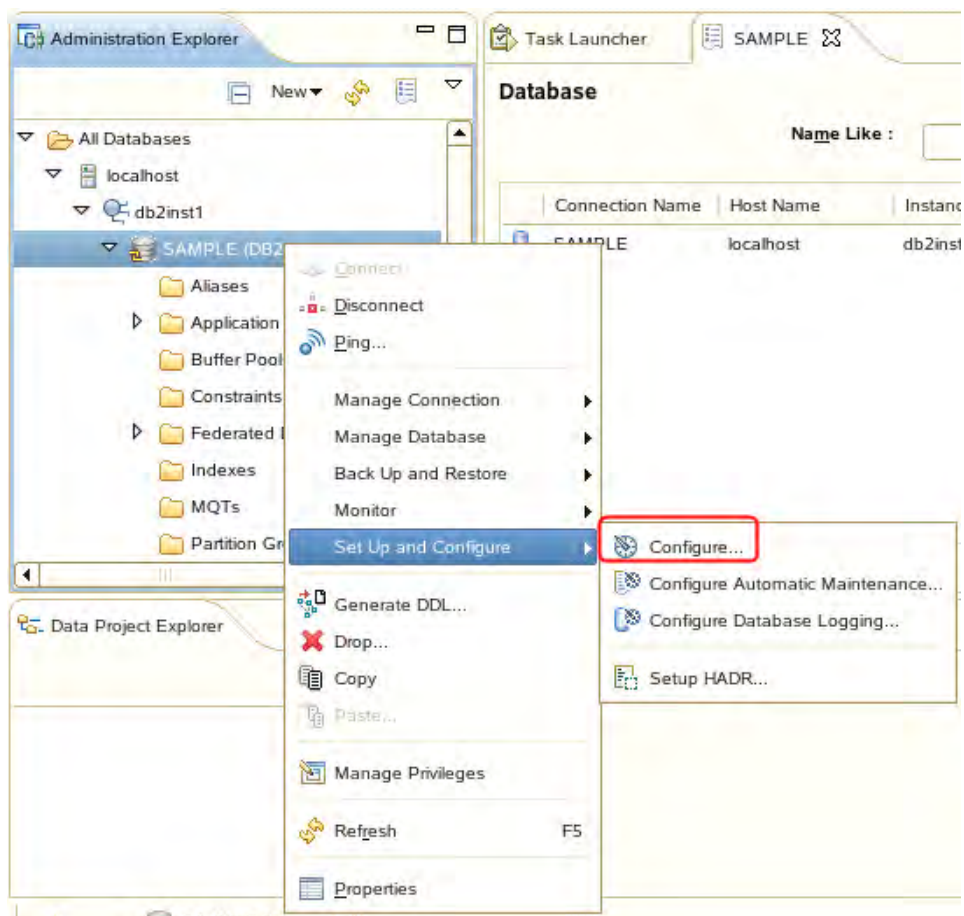 Administration Explorer
Task Launcher
SAMPLE
New
Database
Name Like :
All Databases
localhost
db2inst1
Connection Name
Host Name
Instanc
SAMPLE (DB2
SAMPLE
localhost
db2inst
Aliases
Application
Buffer Pool
Constraints
Federated
Indexes
MQTs
Partition Gr
Connect
Disconnect
Ping...
Manage Connection
Manage Database
Back Up and Restore
Monitor
Set Up and Configure
Generate DDL...
Drop...
Copy
Paste...
Manage Privileges
Refresh F5
Properties
Configure...
Configure Automatic Maintenance...
Configure Database Logging...
Setup HADR...
Data Project Explorer